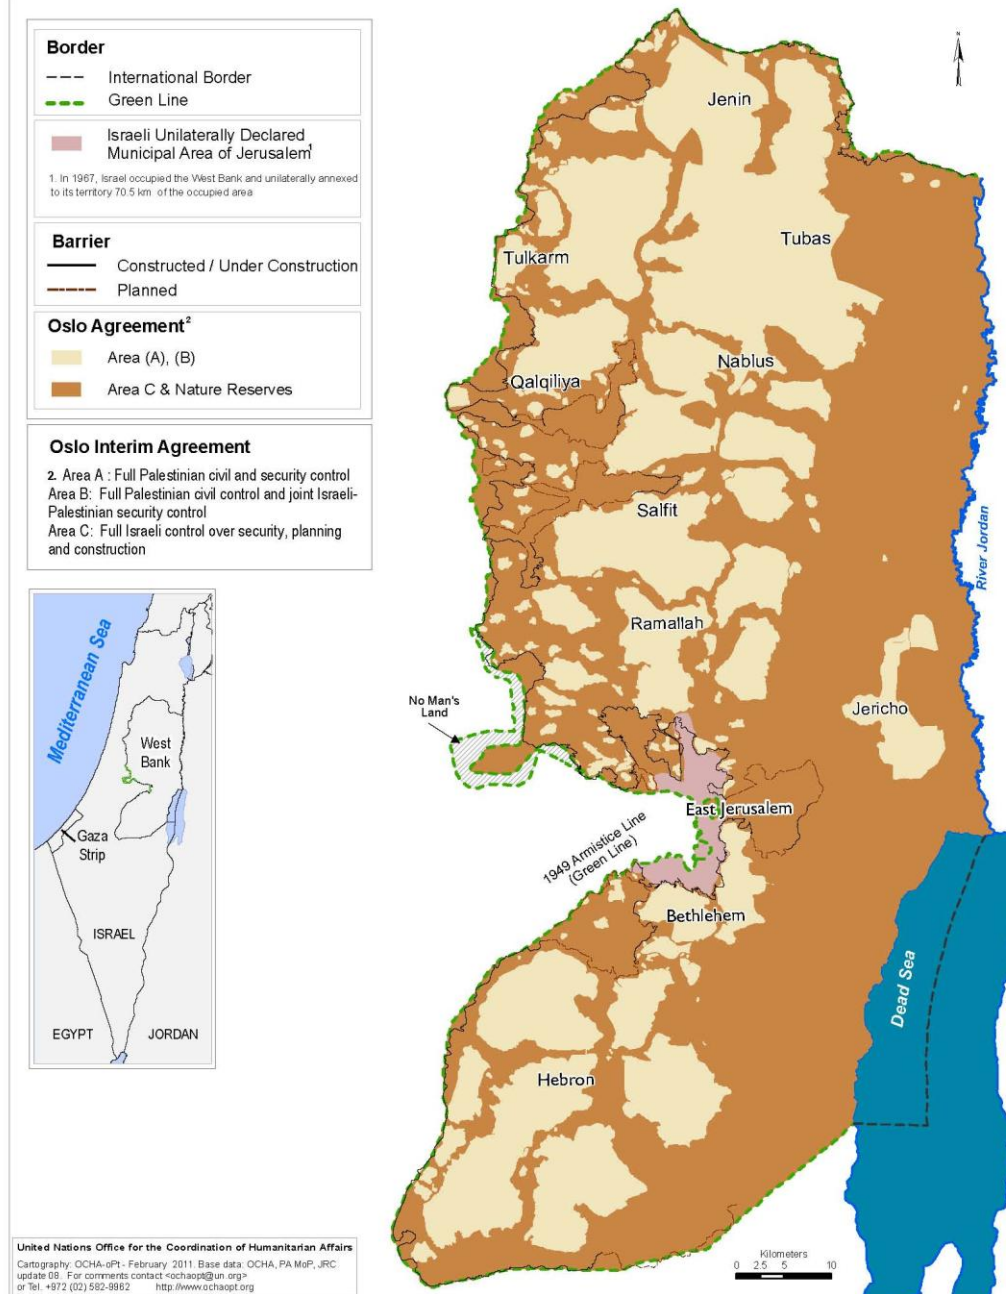 Border
International Border
Green Line
Israeli Unilaterally Declared
Municipal Area of Jerusalem¹
1. In 1967, Israel occupied the West Bank and unilaterally annexed
to its territory 70.5 km of the occupied area
Barrier
Constructed / Under Construction
Planned
Oslo Agreement²
Area (A), (B)
Area C & Nature Reserves
Oslo Interim Agreement
2. Area A : Full Palestinian civil and security control
Area B: Full Palestinian civil control and joint Israeli-
Palestinian security control
Area C: Full Israeli control over security, planning
and construction
Mediterranean Sea
West
Bank
Gaza
Strip
ISRAEL
EGYPT
JORDAN
N
Jenin
Tubas
Tulkarm
Nablus
Qalqiliya
Salfit
River Jordan
Ramallah
No Man's
Land
Jericho
East Jerusalem
1949 Armistice Line
(Green Line)
Bethlehem
Dead Sea
Hebron
Kilometers
0 2.5 5 10
United Nations Office for the Coordination of Humanitarian Affairs
Cartography: OCHA-oPt - February 2011. Base data: OCHA, PA MoP, JRC
update 08. For comments contact <ochaopt@un.org>
or Tel. +972 (02) 582-9962 http://www.ochaopt.org